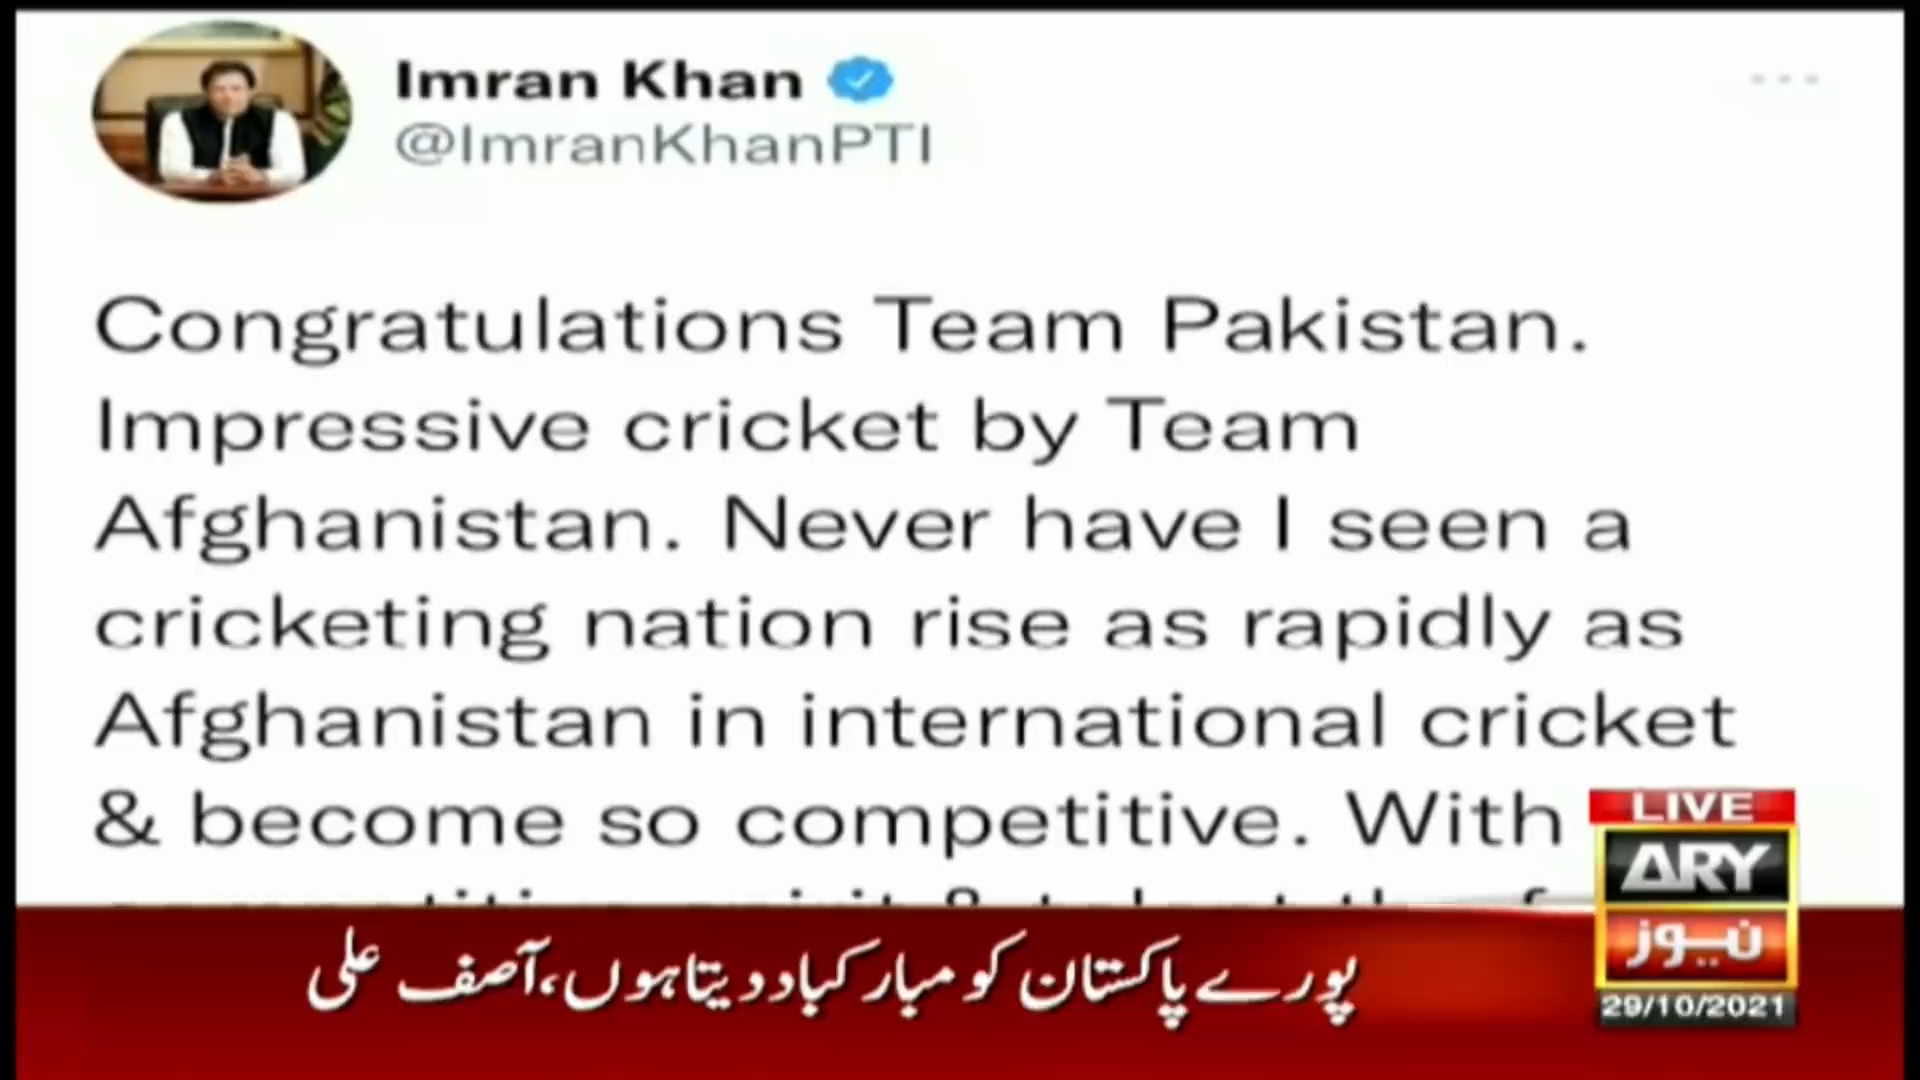 Imran Khan
@ImranKhanPTI
Congratulations Team Pakistan.
Impressive cricket by Team
Afghanistan. Never have I seen a
cricketing nation rise as rapidly as
Afghanistan in international cricket
& become so competitive. With
LIVE
ARY
نیوز
29/10/2021
پورے پاکستان کو مبارکباد دیتا ہوں، آصف علی